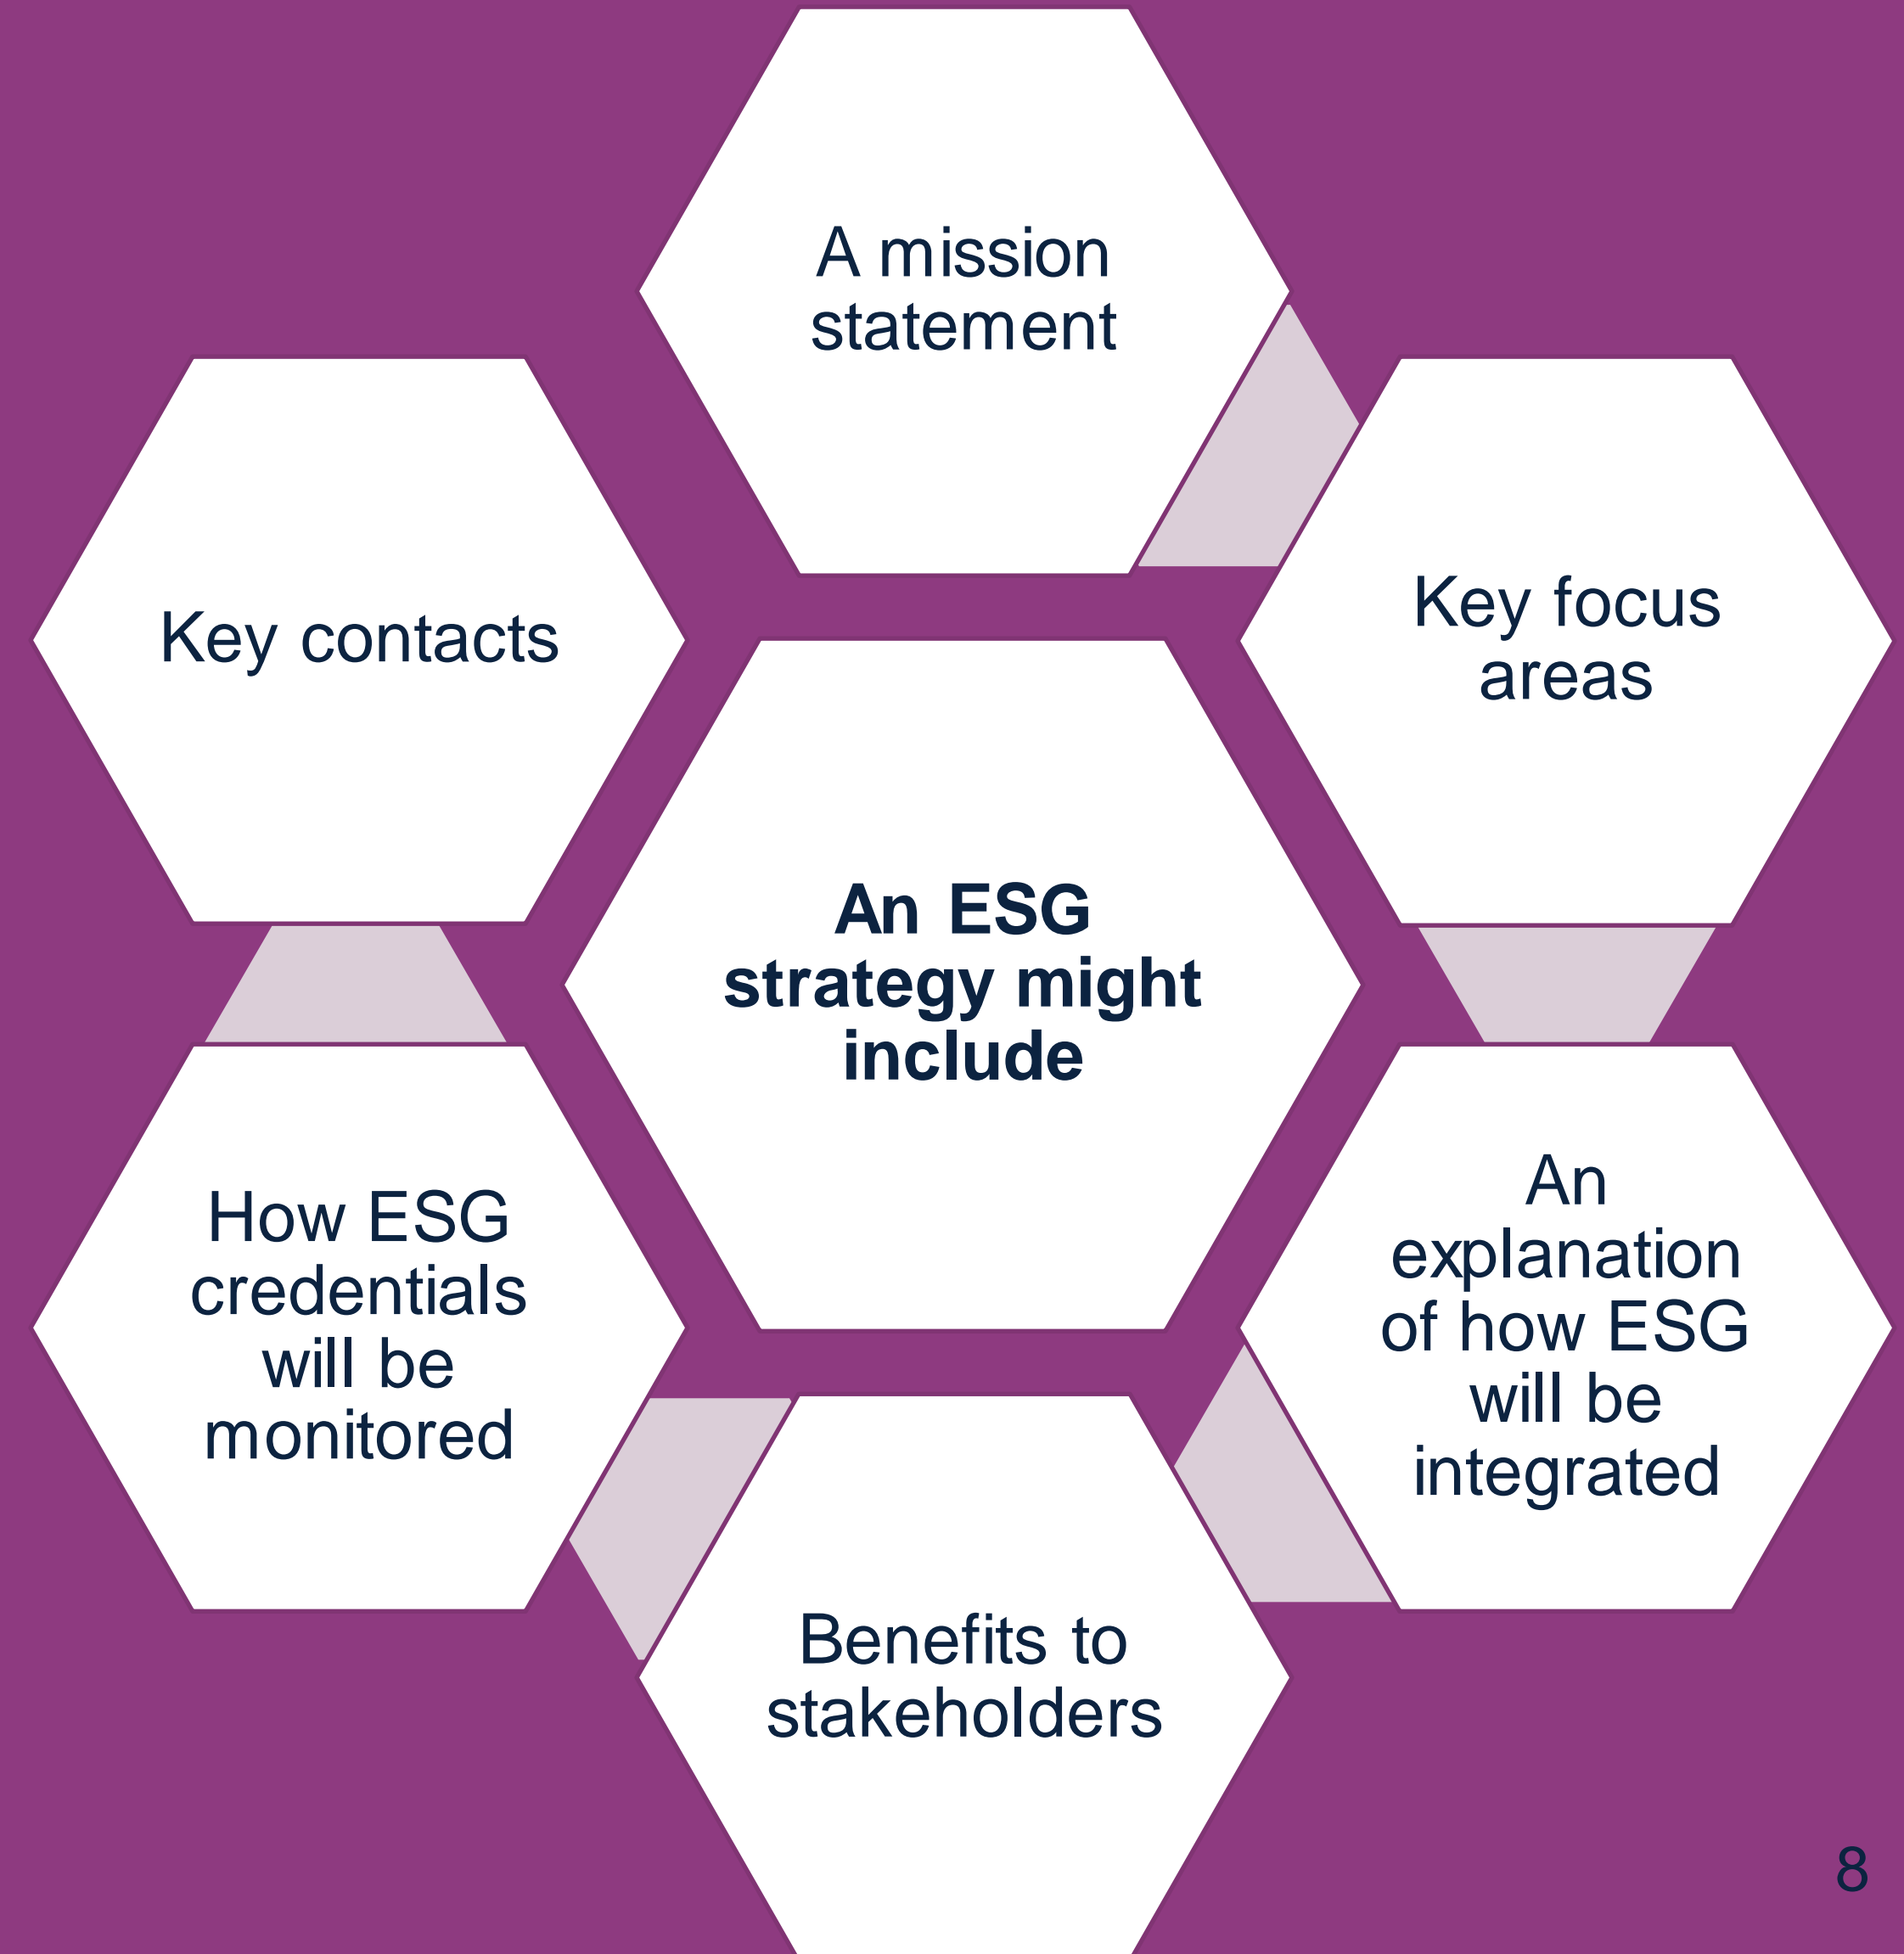 A mission
statement
Key focus
areas
An
explanation
of how ESG
will be
integrated
Benefits to
stakeholders
How ESG
credentials
will be
monitored
Key contacts
An ESG
strategy might
include
8